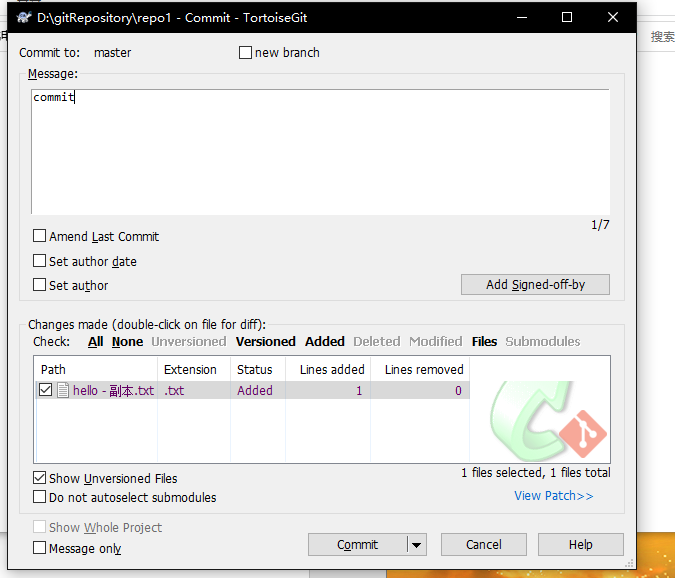 D:\gitRepository\repo1 - Commit - TortoiseGit
搜索
Commit to: master new branch
Message:
commit
1/7
Amend Last Commit
Set author date
Set author
Add Signed-off-by
Changes made (double-click on file for diff):
Check: All None Unversioned Versioned Added Deleted Modified Files Submodules
Path Extension Status Lines added Lines removed
hello - 副本.txt .txt Added 1 0
Show Unversioned Files
1 files selected, 1 files total
Do not autoselect submodules
View Patch>>
Show Whole Project
Message only
Commit Cancel Help